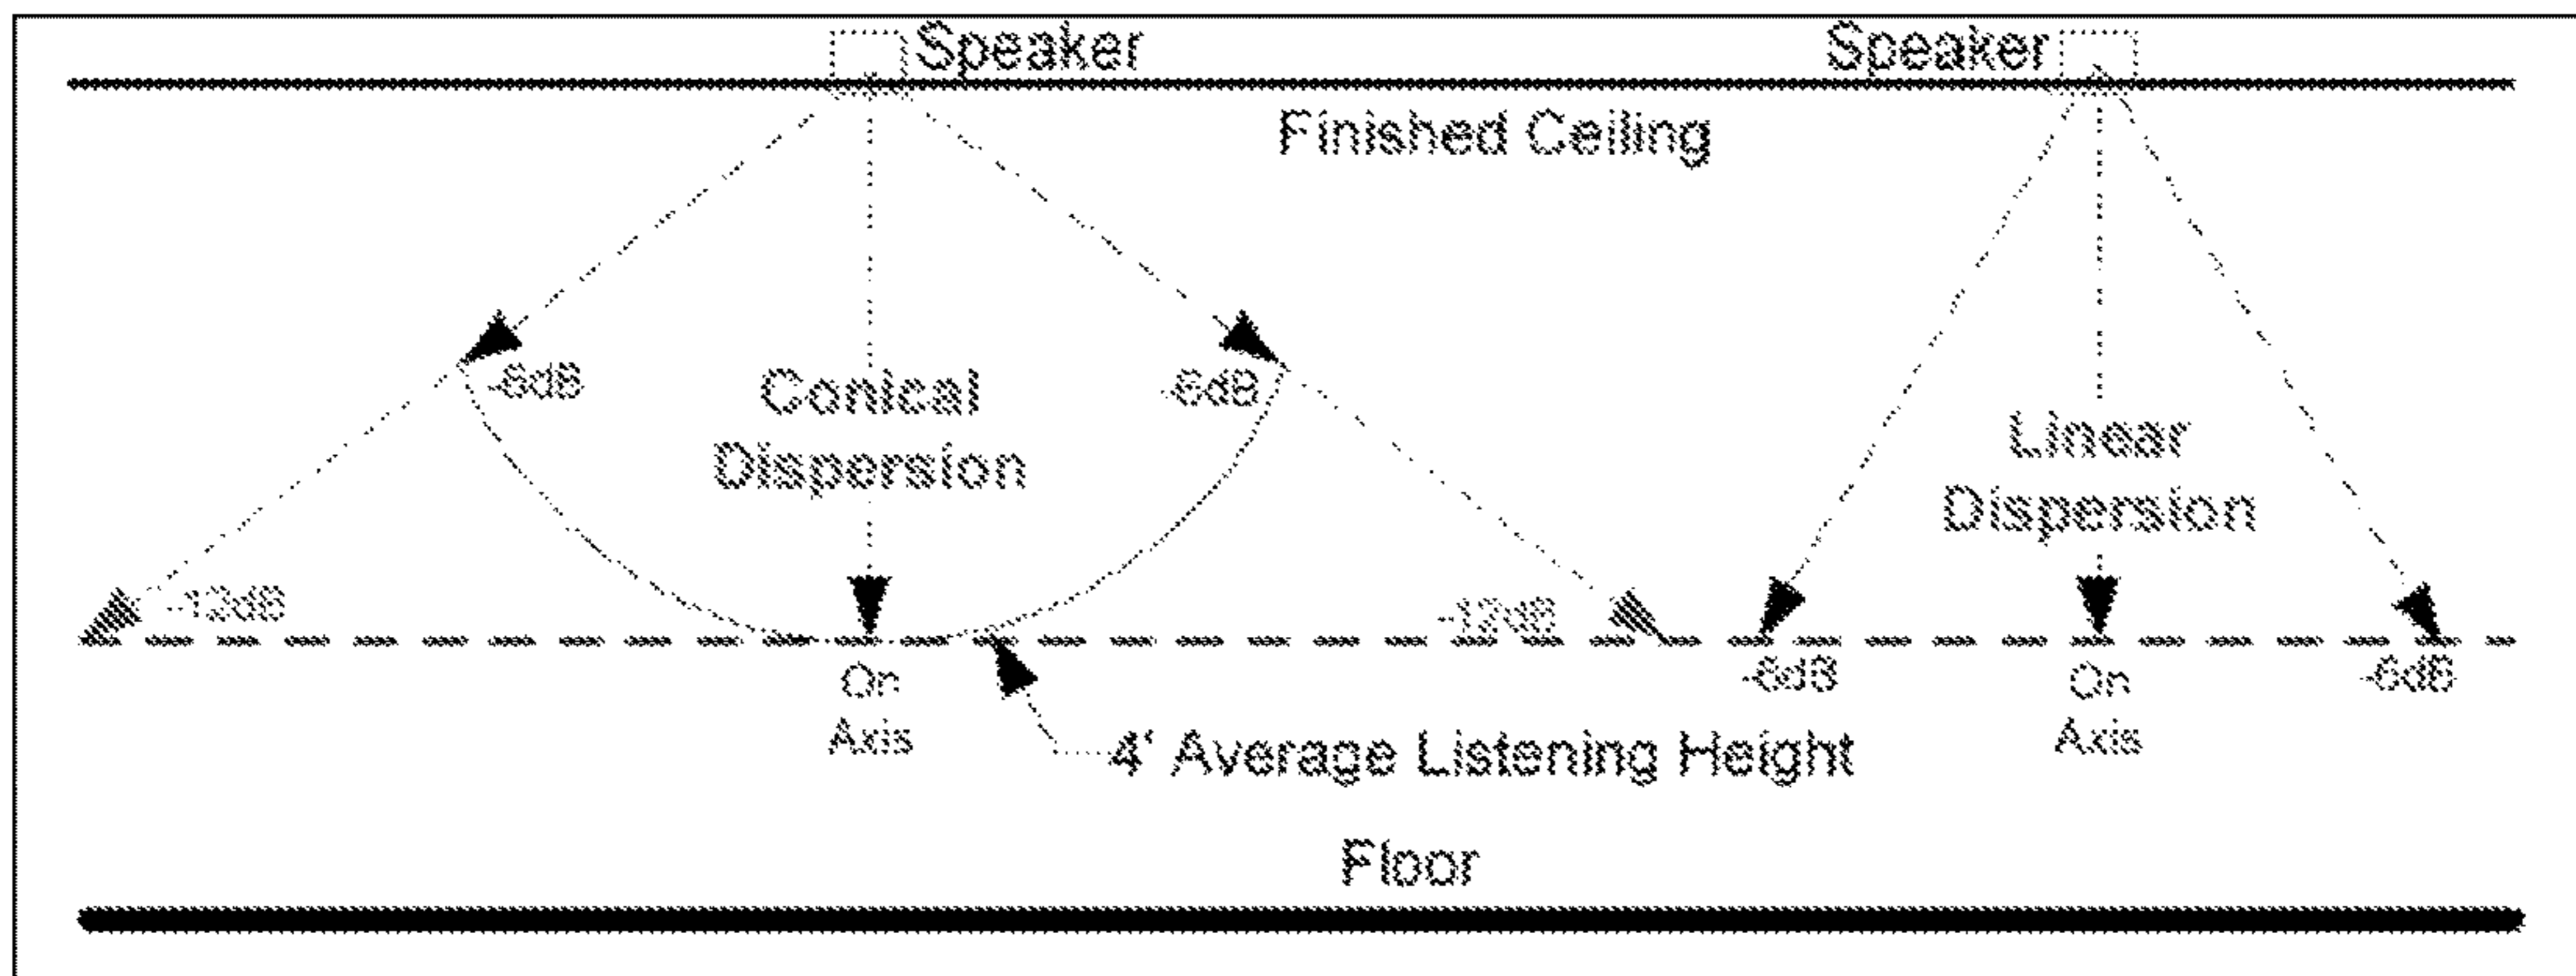 Speaker
Speaker
Finished Ceiling
-6dB
-6dB
Conical
Dispersion
Linear
Dispersion
-12dB
-12dB
On
Axis
-6dB
On
Axis
-6dB
4' Average Listening Height
Floor